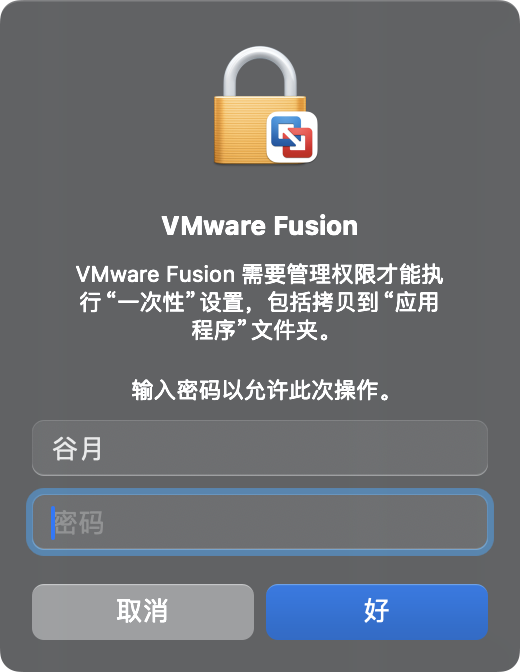 VMware Fusion
VMware Fusion 需要管理权限才能执
行“一次性”设置，包括拷贝到“应用
程序”文件夹。
输入密码以允许此次操作。
谷月
密码
取消
好